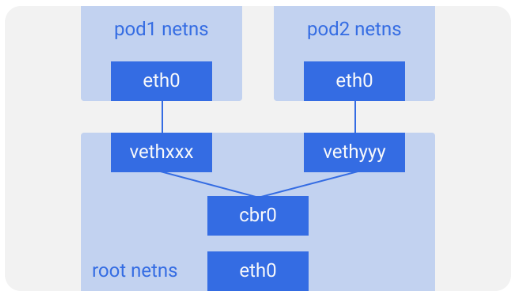 pod1 netns
pod2 netns
eth0
eth0
vethxxx
vethyyy
cbr0
root netns
eth0